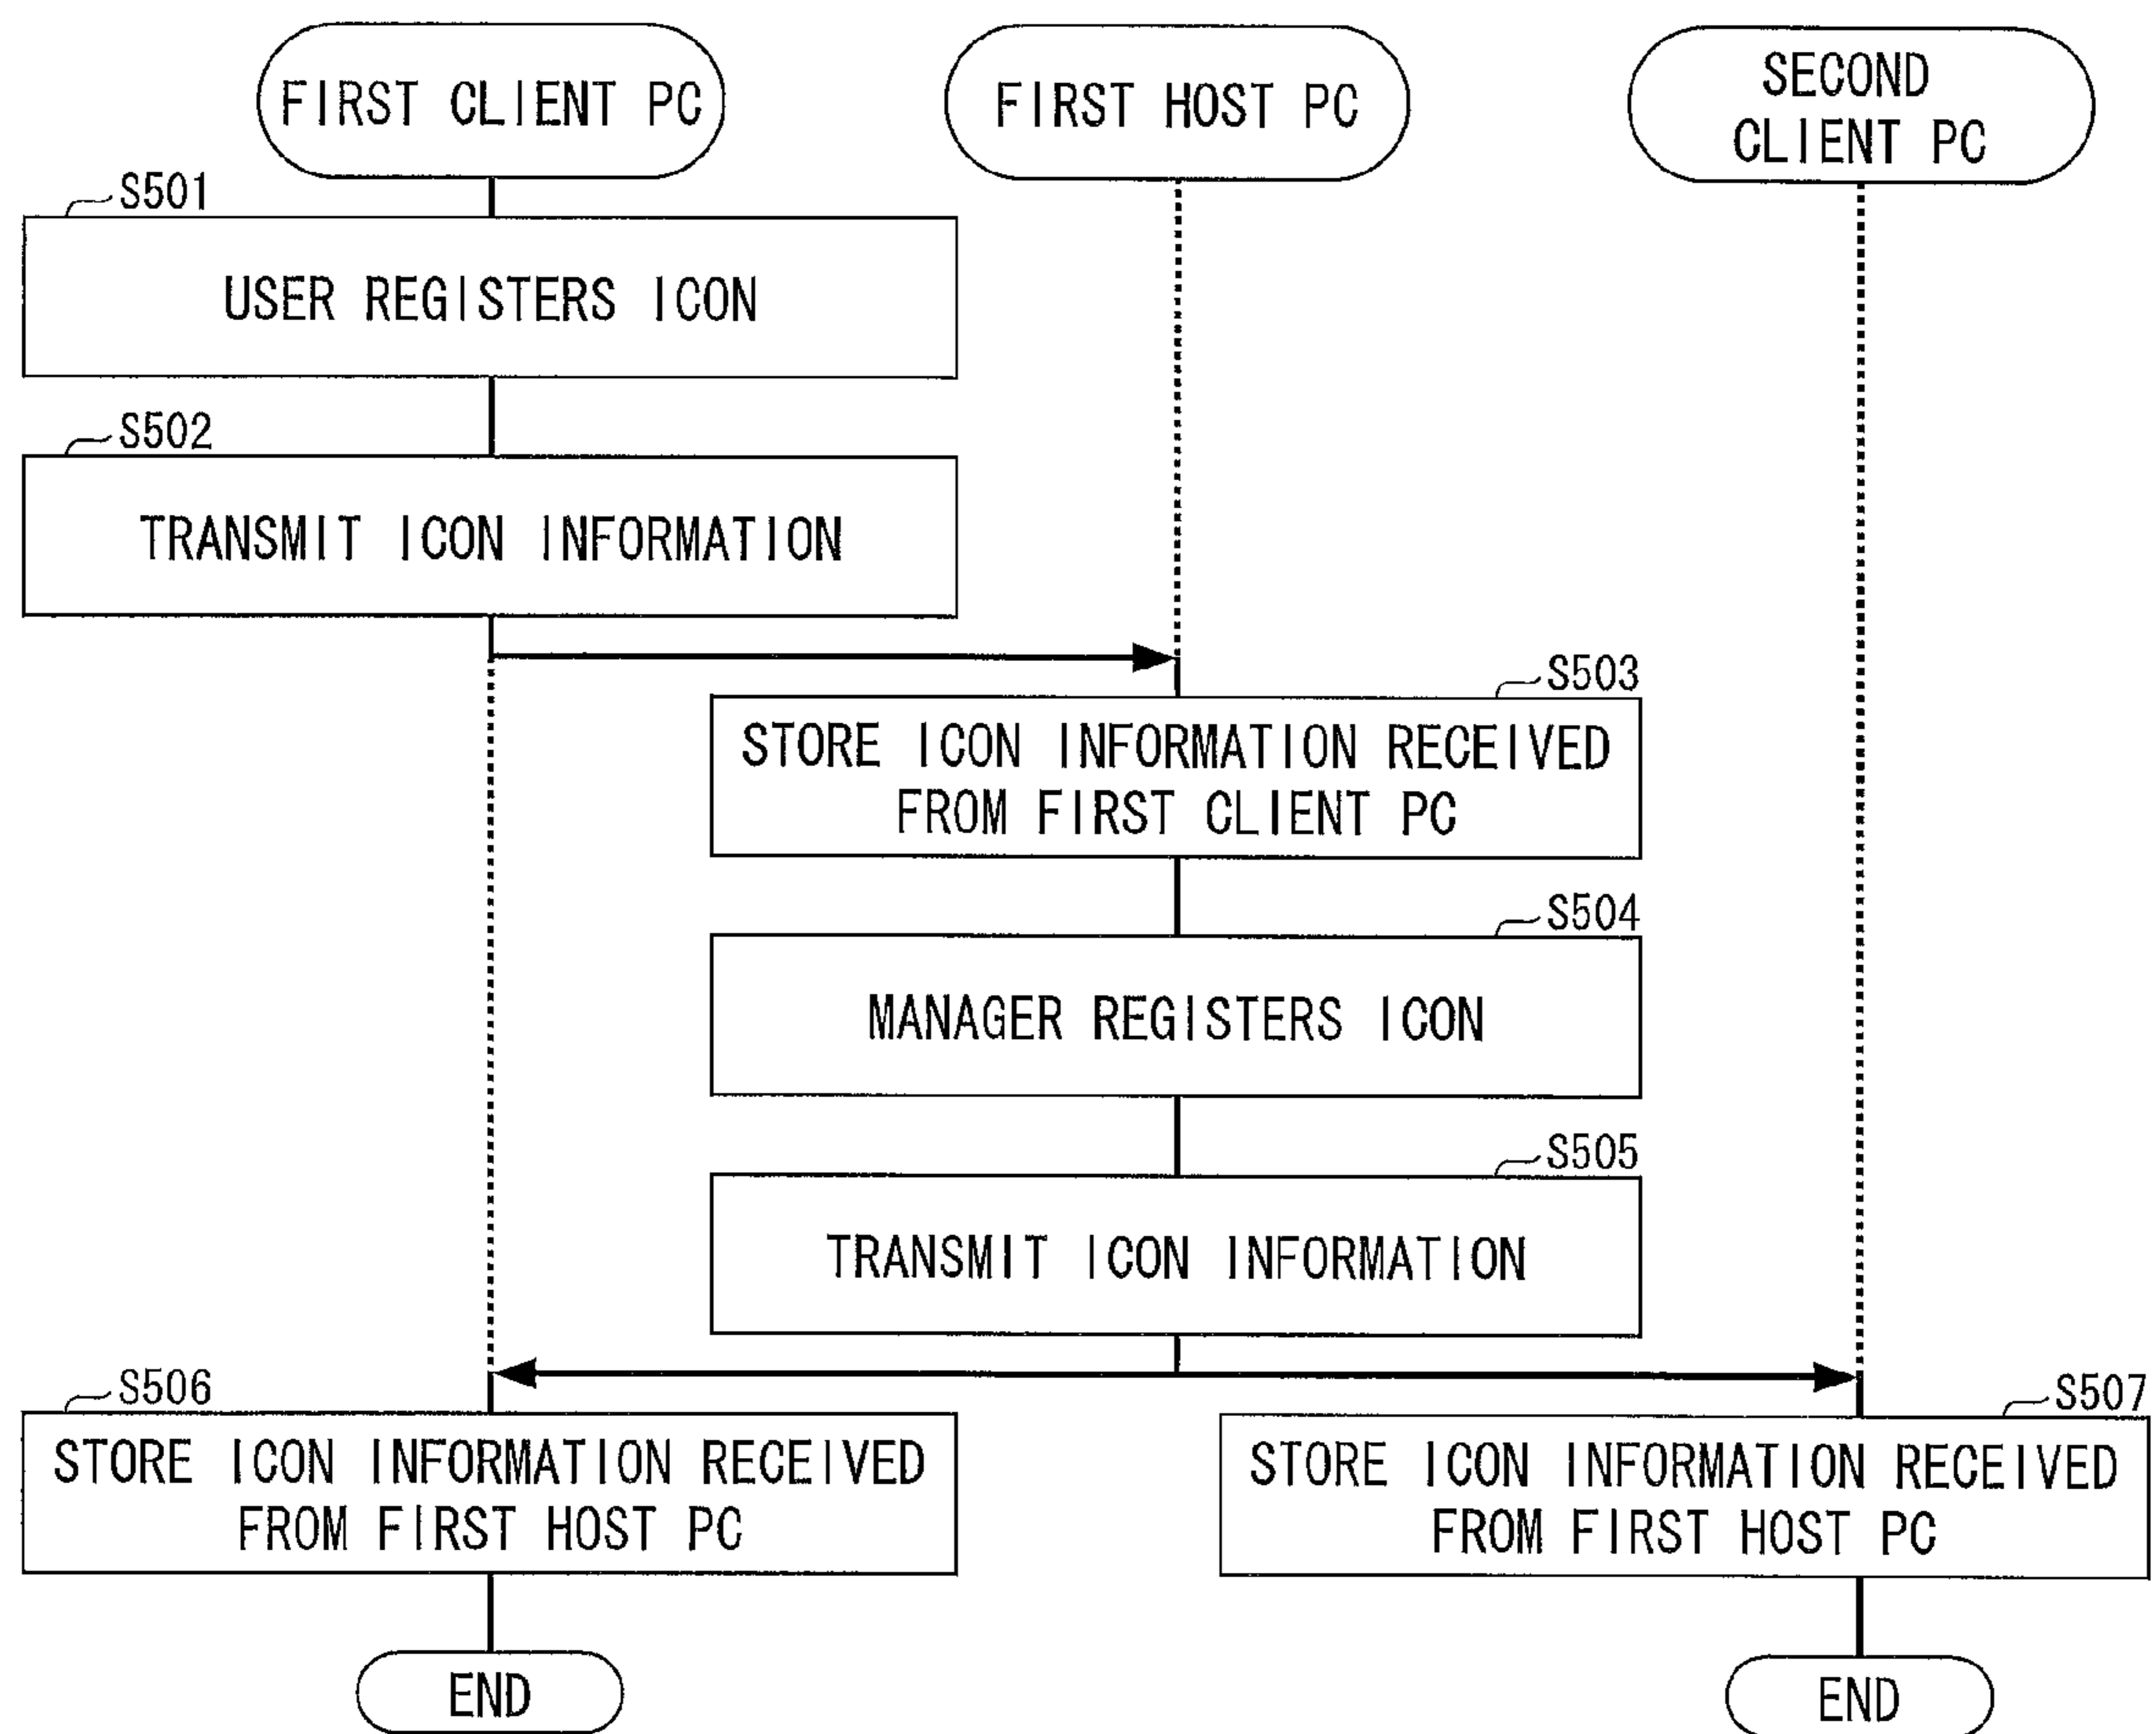 FIRST CLIENT PC
FIRST HOST PC
SECOND
CLIENT PC
S501
USER REGISTERS ICON
S502
TRANSMIT ICON INFORMATION
S503
STORE ICON INFORMATION RECEIVED
FROM FIRST CLIENT PC
S504
MANAGER REGISTERS ICON
S505
TRANSMIT ICON INFORMATION
S506
STORE ICON INFORMATION RECEIVED
FROM FIRST HOST PC
S507
STORE ICON INFORMATION RECEIVED
FROM FIRST HOST PC
END
END